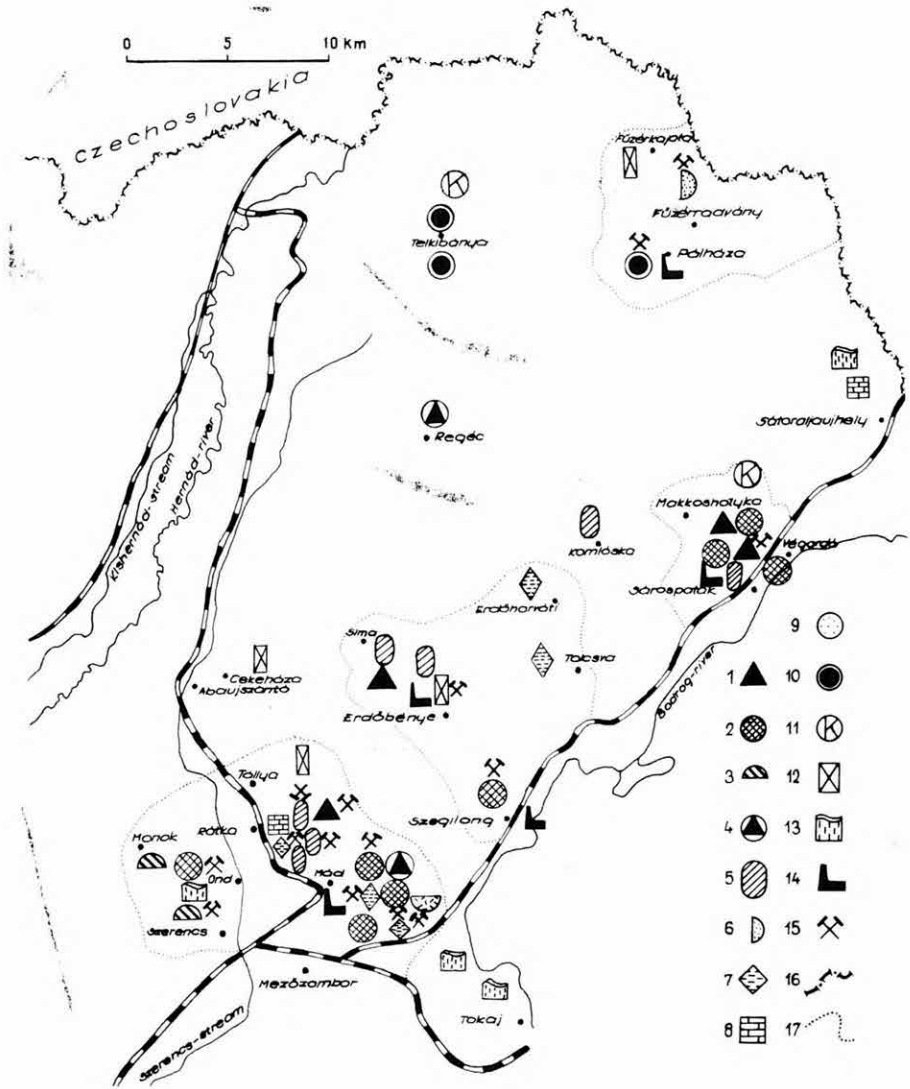 0 5 10 km
Czechoslovakia
Füzérkajata
Füzérradvány
Telkibánya
Pálháza
Sátoraljaujhely
Regéc
Kishernád-stream
Hernád-river
Makkoshotyka
Komlóska
Végardó
Sárospatak
Erdőhorváti
Sima
Tolcsva
Cekeháza
Abaujszántó
Erdőbénye
Bodrog-river
Tállya
Szegilong
Rátka
Monok
Ond
Mád
Szerencs
Mezőzombor
Tokaj
Szerencs-stream
9
1 10
2 11
3 12
4 13
5 14
6 15
7 16
8 17
K
K
K